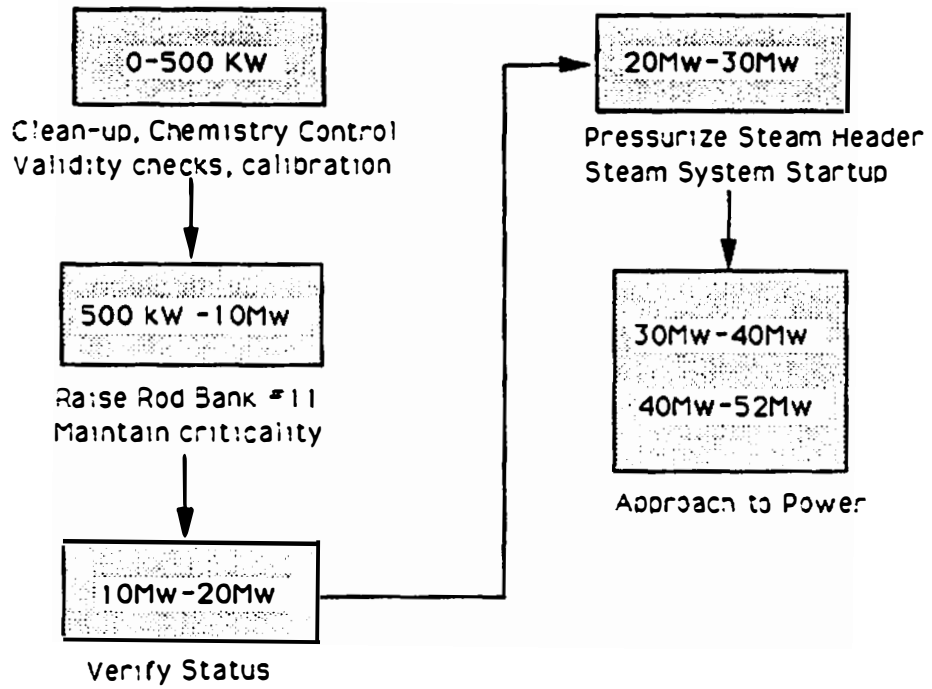 0-500 KW
Clean-up, Chemistry Control
Validity checks, calibration
500 kW -10Mw
Raise Rod Bank #11
Maintain criticality
10Mw-20Mw
Verify Status
20Mw-30Mw
Pressurize Steam Header
Steam System Startup
30Mw-40Mw
40Mw-52Mw
Approach to Power